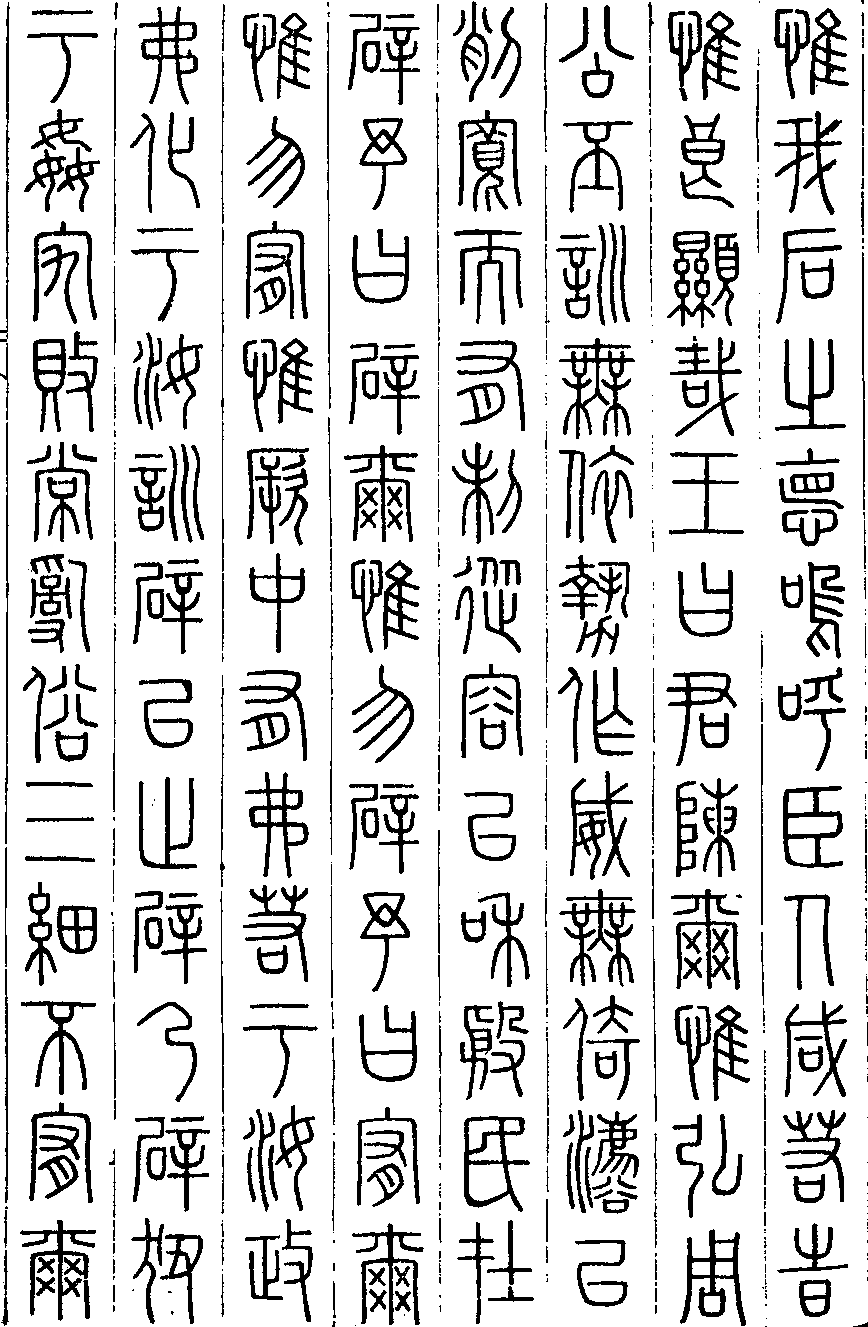 惟我后之德嗚呼臣人咸若時
惟良顯哉王曰君陳爾惟弘周
公丕訓無依勢作威無倚法以
削寬而有制從容以和殷民在
辟予曰辟爾惟勿辟予曰宥爾
惟勿宥惟厥中有弗若于汝政
弗化于汝訓辟以止辟乃辟狃
于姦宄敗常亂俗三細不宥爾